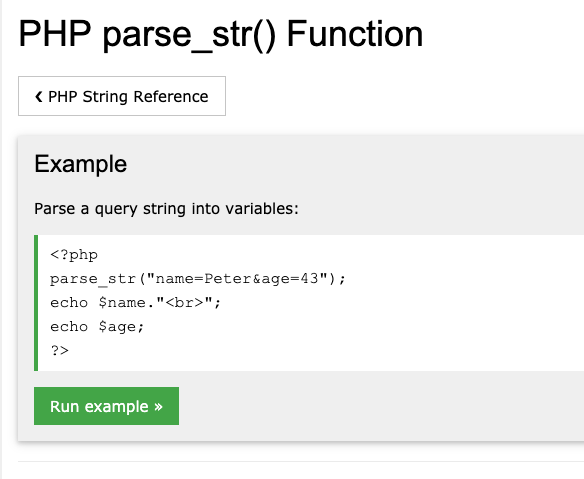 PHP parse_str() Function
❮ PHP String Reference
Example
Parse a query string into variables:
<?php
parse_str("name=Peter&age=43");
echo $name."<br>";
echo $age;
?>
Run example »